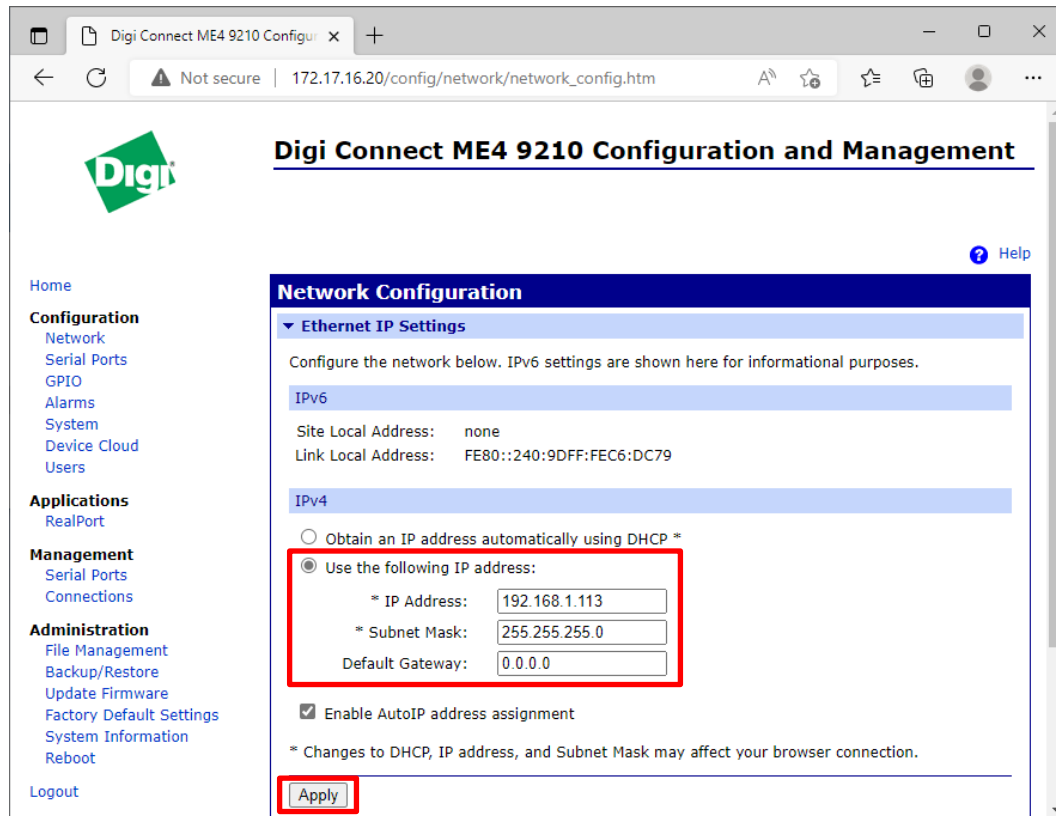 Digi Connect ME4 9210 Configur
Not secure | 172.17.16.20/config/network/network_config.htm
Digi
Digi Connect ME4 9210 Configuration and Management
Help
Home
Configuration
Network
Serial Ports
GPIO
Alarms
System
Device Cloud
Users
Applications
RealPort
Management
Serial Ports
Connections
Administration
File Management
Backup/Restore
Update Firmware
Factory Default Settings
System Information
Reboot
Logout
Network Configuration
Ethernet IP Settings
Configure the network below. IPv6 settings are shown here for informational purposes.
IPv6
Site Local Address: none
Link Local Address: FE80::240:9DFF:FEC6:DC79
IPv4
Obtain an IP address automatically using DHCP *
Use the following IP address:
* IP Address: 192.168.1.113
* Subnet Mask: 255.255.255.0
Default Gateway: 0.0.0.0
Enable AutoIP address assignment
* Changes to DHCP, IP address, and Subnet Mask may affect your browser connection.
Apply